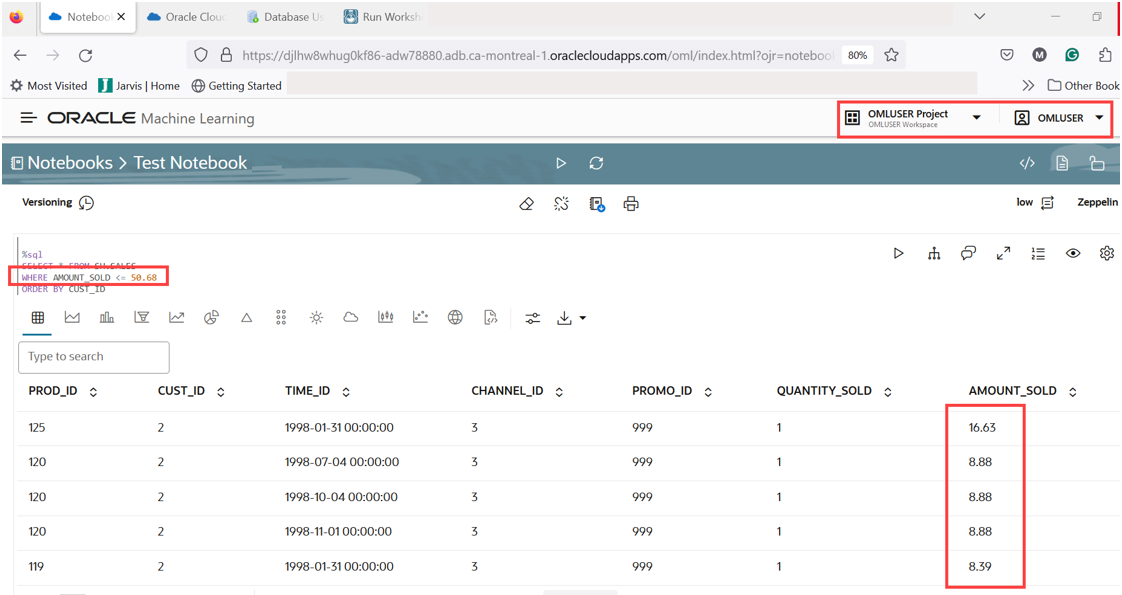 Notebook
Oracle Clou
Database Us
Run Worksh
https://djlhw8whug0kf86-adw78880.adb.ca-montreal-1.oraclecloudapps.com/oml/index.html?ojr=noteboo
80%
M
G
Most Visited
J
Jarvis | Home
Getting Started
Other Book
ORACLE Machine Learning
OMLUSER Project
OMLUSER Workspace
OMLUSER
Notebooks > Test Notebook
Versioning
low
Zeppelin
%sql
SELECT * FROM SH.SALES
WHERE AMOUNT_SOLD <= 50.68
ORDER BY CUST_ID
Type to search
PROD_ID CUST_ID TIME_ID CHANNEL_ID PROMO_ID QUANTITY_SOLD AMOUNT_SOLD
125 2 1998-01-31 00:00:00 3 999 1 16.63
120 2 1998-07-04 00:00:00 3 999 1 8.88
120 2 1998-10-04 00:00:00 3 999 1 8.88
120 2 1998-11-01 00:00:00 3 999 1 8.88
119 2 1998-01-31 00:00:00 3 999 1 8.39